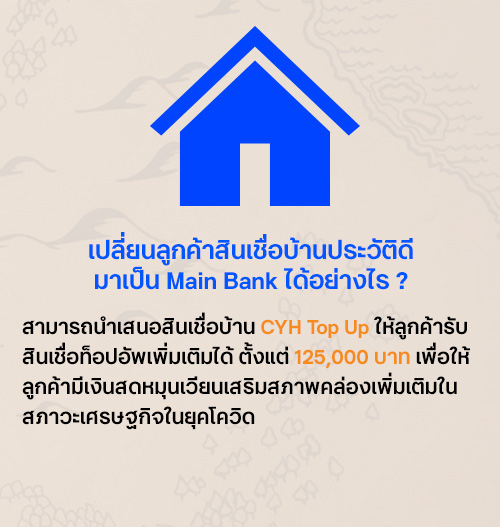 เปลี่ยนลูกค้าสินเชื่อบ้านประวัติดี
มาเป็น Main Bank ได้อย่างไร ?
สามารถนำเสนอสินเชื่อบ้าน CYH Top Up ให้ลูกค้ารับ
สินเชื่อท็อปอัพเพิ่มเติมได้ ตั้งแต่ 125,000 บาท เพื่อให้
ลูกค้ามีเงินสดหมุนเวียนเสริมสภาพคล่องเพิ่มเติมใน
สภาวะเศรษฐกิจในยุคโควิด